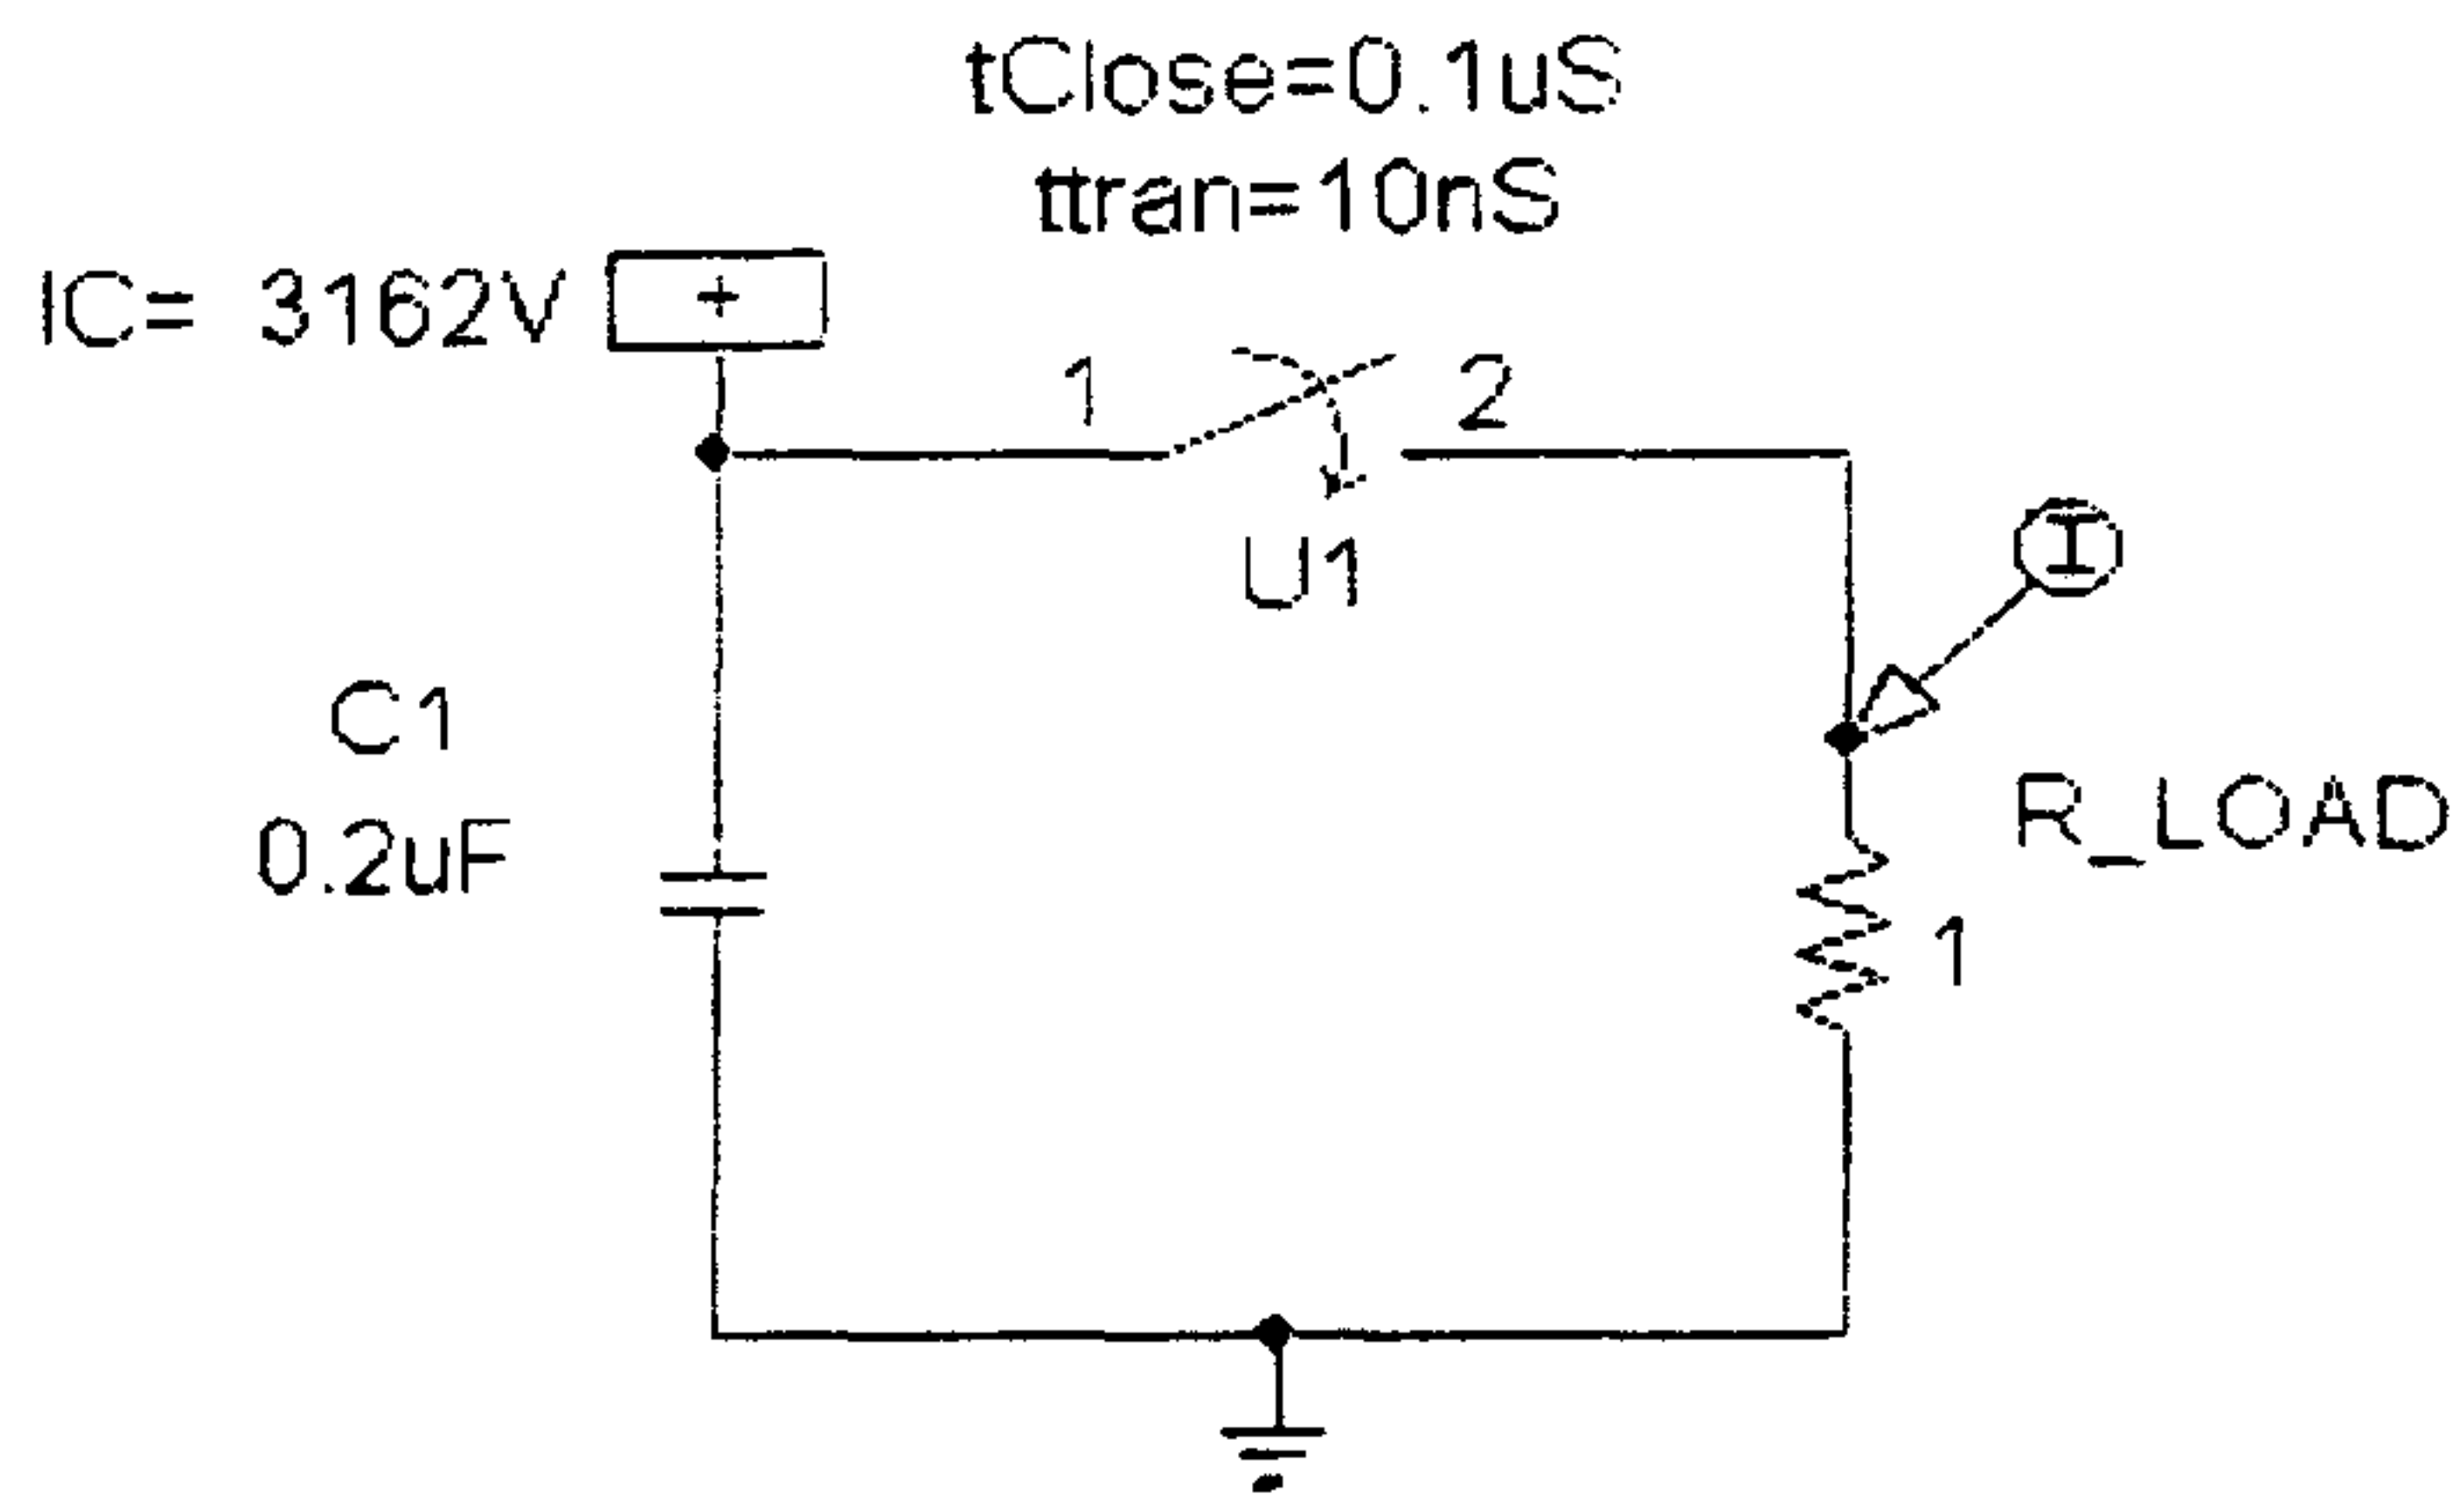 tClose=0.1uS
ttran=10nS
IC= 3162V
+
1
2
U1
I
C1
0.2uF
R_LOAD
1